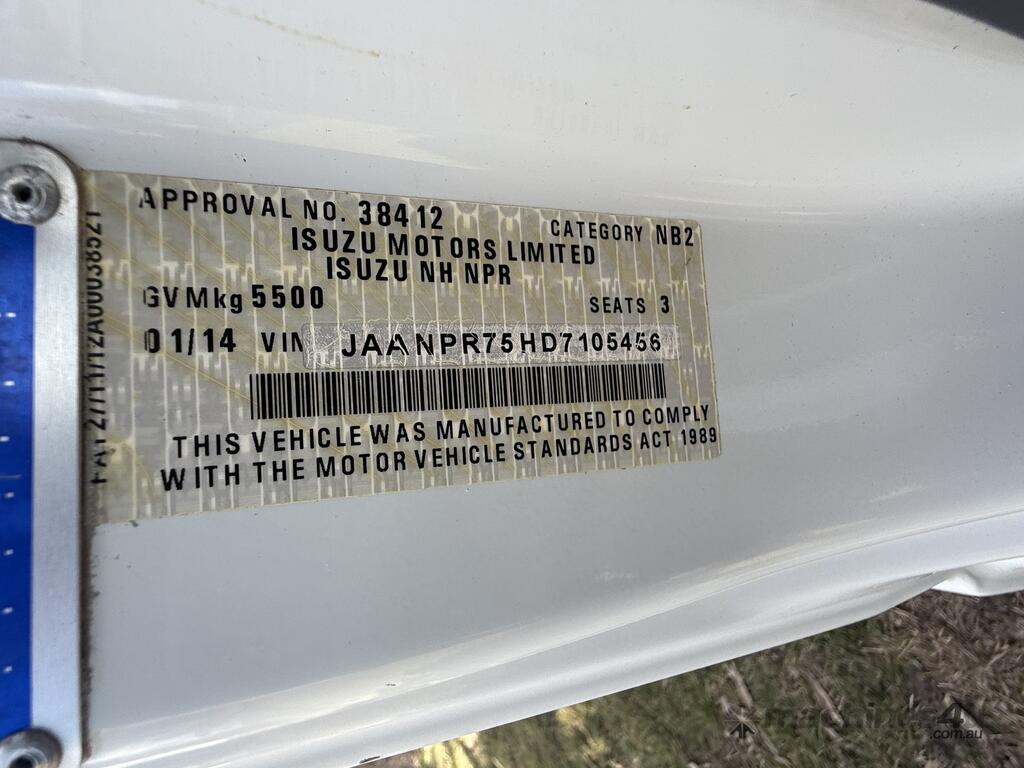 APPROVAL NO. 38412
CATEGORY NB2
ISUZU MOTORS LIMITED
ISUZU NH NPR
GVMkg 5500
SEATS 3
01/14 VIN JAANPR75HD7105456
THIS VEHICLE WAS MANUFACTURED TO COMPLY
WITH THE MOTOR VEHICLE STANDARDS ACT 1989